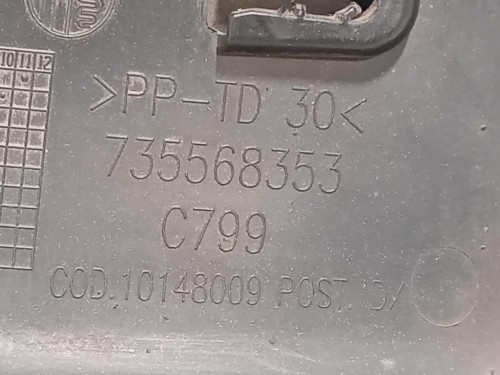 10 11 12
>PP-TD 30<
735568353
C799
COD.10148009 POST.